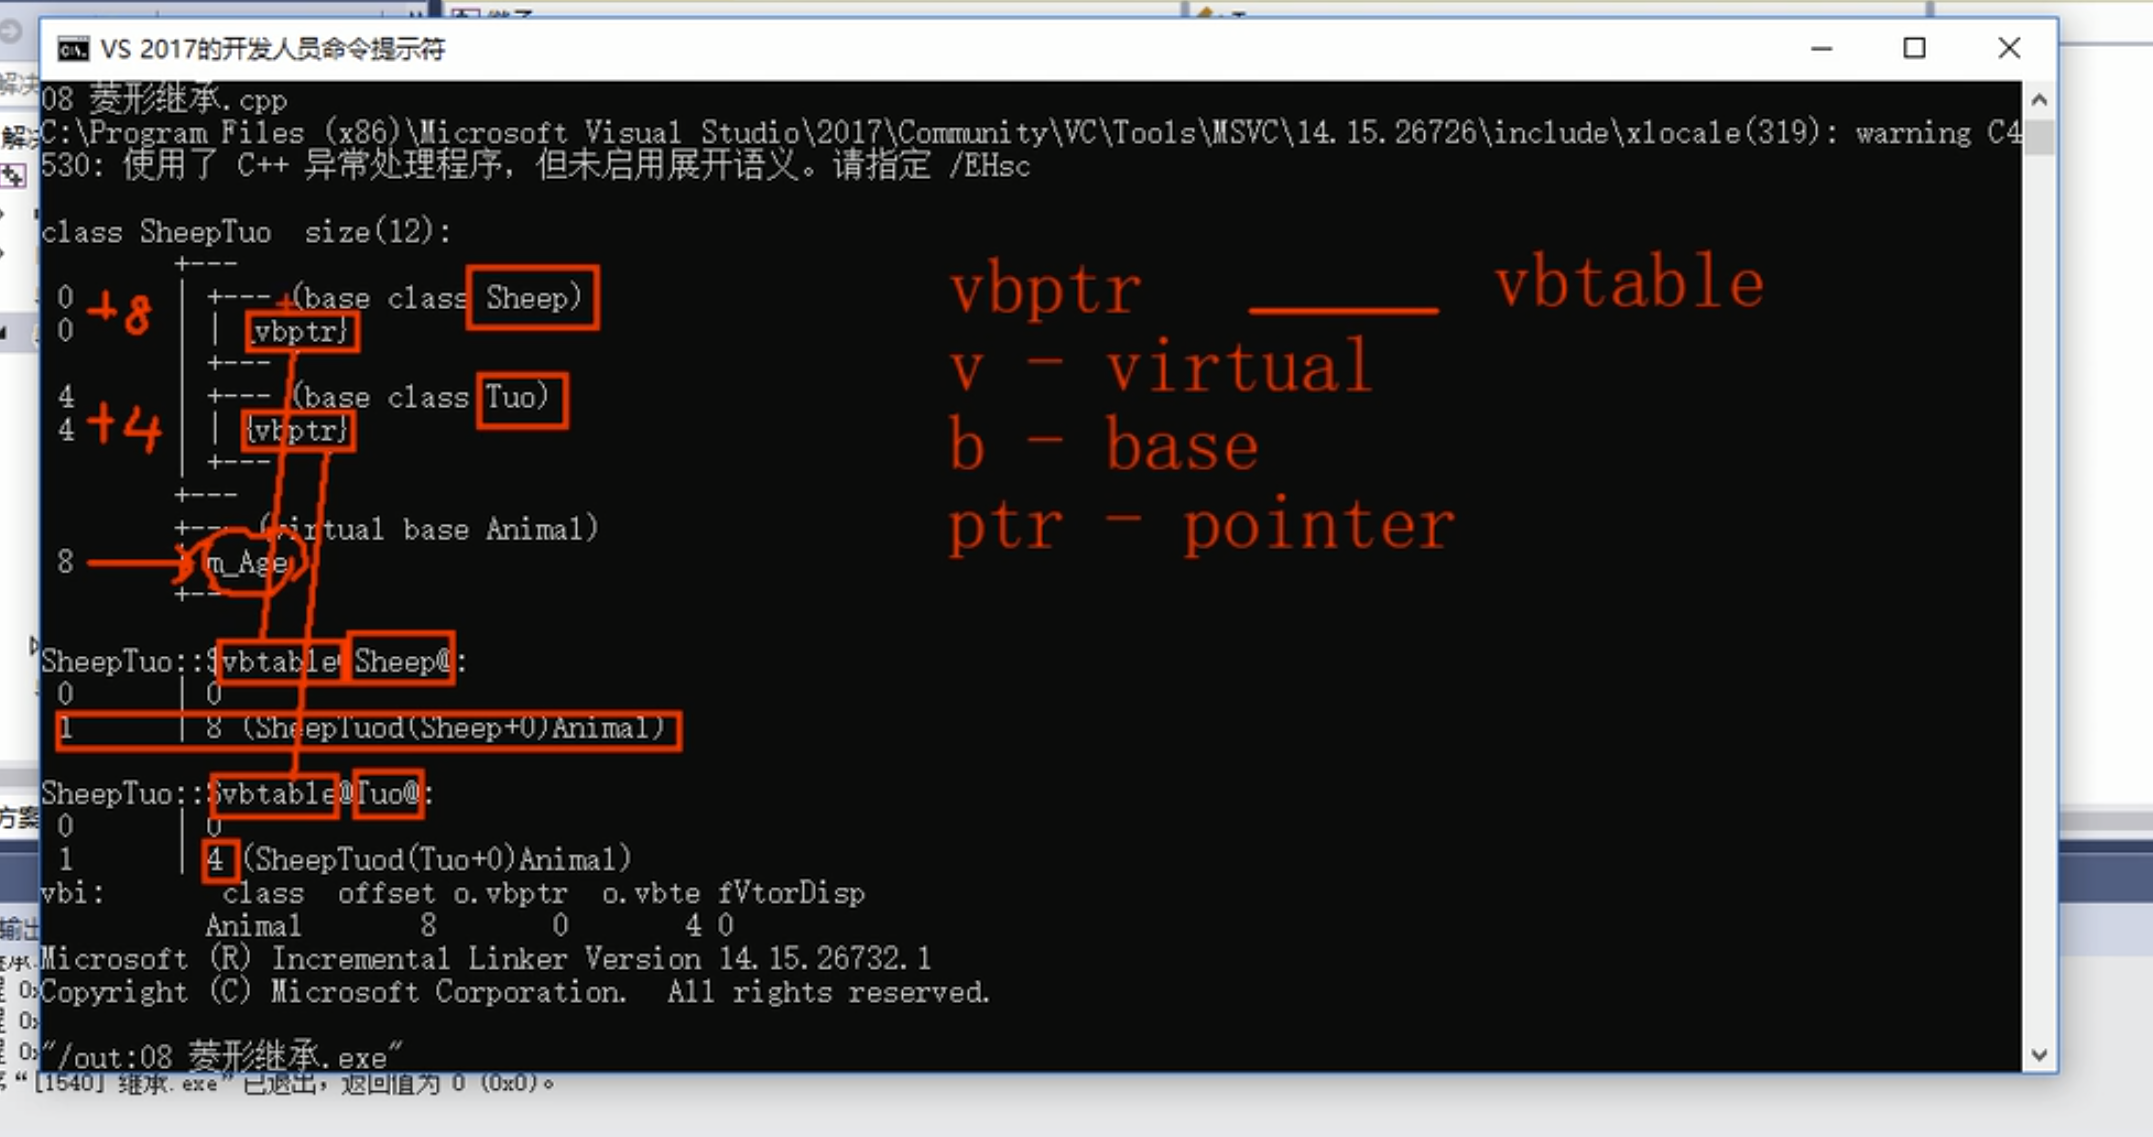 VS 2017的开发人员命令提示符
08 菱形继承.cpp
C:\Program Files (x86)\Microsoft Visual Studio\2017\Community\VC\Tools\MSVC\14.15.26726\include\xlocale(319): warning C4
530: 使用了 C++ 异常处理程序，但未启用展开语义。请指定 /EHsc
class SheepTuo  size(12):
+---
0 | +--- (base class Sheep)
0 | | {vbptr}
| +---
4 | +--- (base class Tuo)
4 | | {vbptr}
| +---
+---
+--- (virtual base Animal)
8 | m_Age
+---
+8
+4
vbptr ____ vbtable
v - virtual
b - base
ptr - pointer
SheepTuo::$vbtable@Sheep@:
0 | 0
1 | 8 (SheepTuod(Sheep+0)Animal)
SheepTuo::$vbtable@Tuo@:
0 | 0
1 | 4 (SheepTuod(Tuo+0)Animal)
vbi: class offset o.vbptr o.vbte fVtorDisp
Animal 8 0 4 0
Microsoft (R) Incremental Linker Version 14.15.26732.1
Copyright (C) Microsoft Corporation.  All rights reserved.
"/out:08 菱形继承.exe"
"[1540] 继承.exe"已退出，返回值为 0 (0x0)。
解决
方案
输出